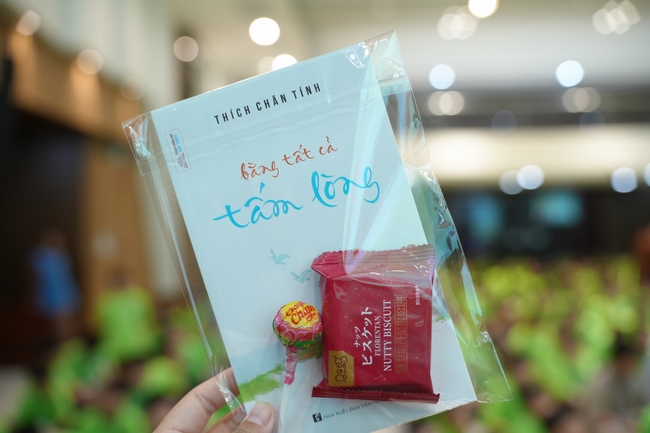 THÍCH CHÂN TÍNH
bằng tất cả
tấm lòng
Chupa
Chups
ナッツ
ビスケット
FLORENTAN
NUTTY BISCUIT